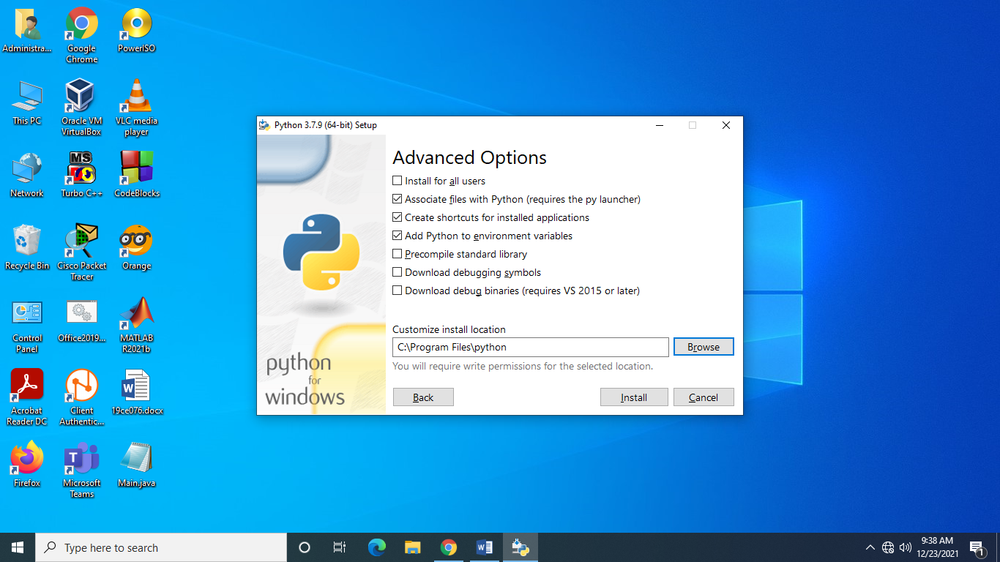 Administra...
Google
Chrome
PowerISO
This PC
Oracle VM
VirtualBox
VLC media
player
Network
MS
Turbo C++
CodeBlocks
Recycle Bin
Cisco Packet
Tracer
Orange
Control
Panel
Office2019...
MATLAB
R2021b
Acrobat
Reader DC
Client
Authentic...
19ce076.docx
Firefox
Microsoft
Teams
Main.java
Python 3.7.9 (64-bit) Setup
Advanced Options
Install for all users
Associate files with Python (requires the py launcher)
Create shortcuts for installed applications
Add Python to environment variables
Precompile standard library
Download debugging symbols
Download debug binaries (requires VS 2015 or later)
Customize install location
C:\Program Files\python
Browse
You will require write permissions for the selected location.
python
for
windows
Back
Install
Cancel
Type here to search
9:38 AM
12/23/2021
1